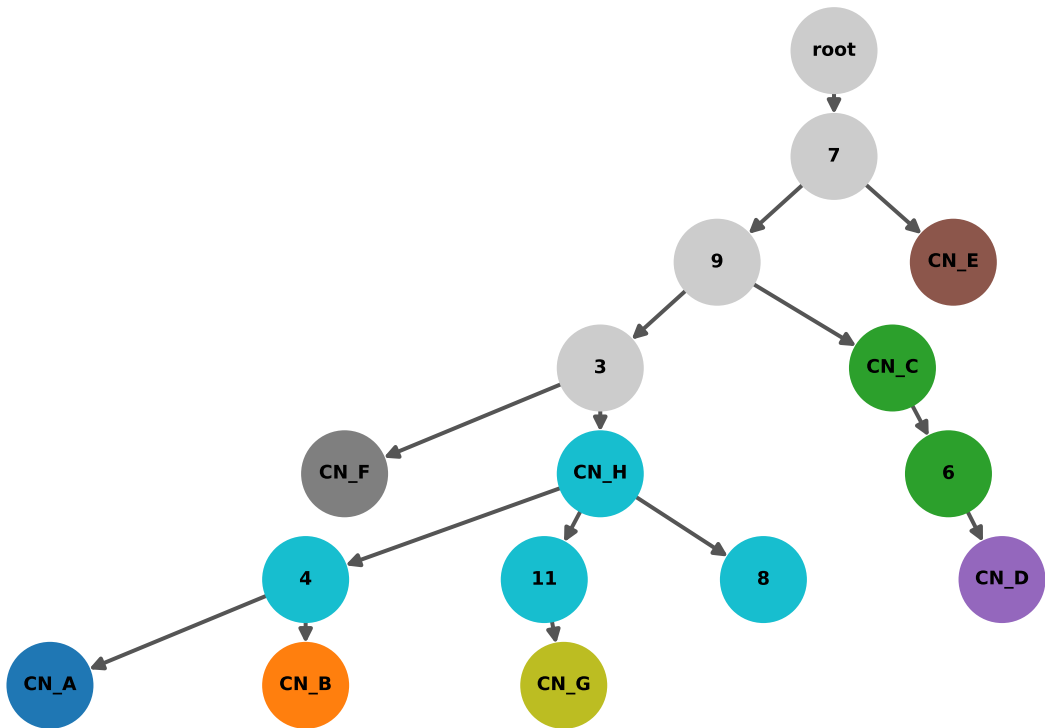 root
7
9
CN_E
3
CN_C
CN_F
CN_H
6
4
11
8
CN_D
CN_A
CN_B
CN_G